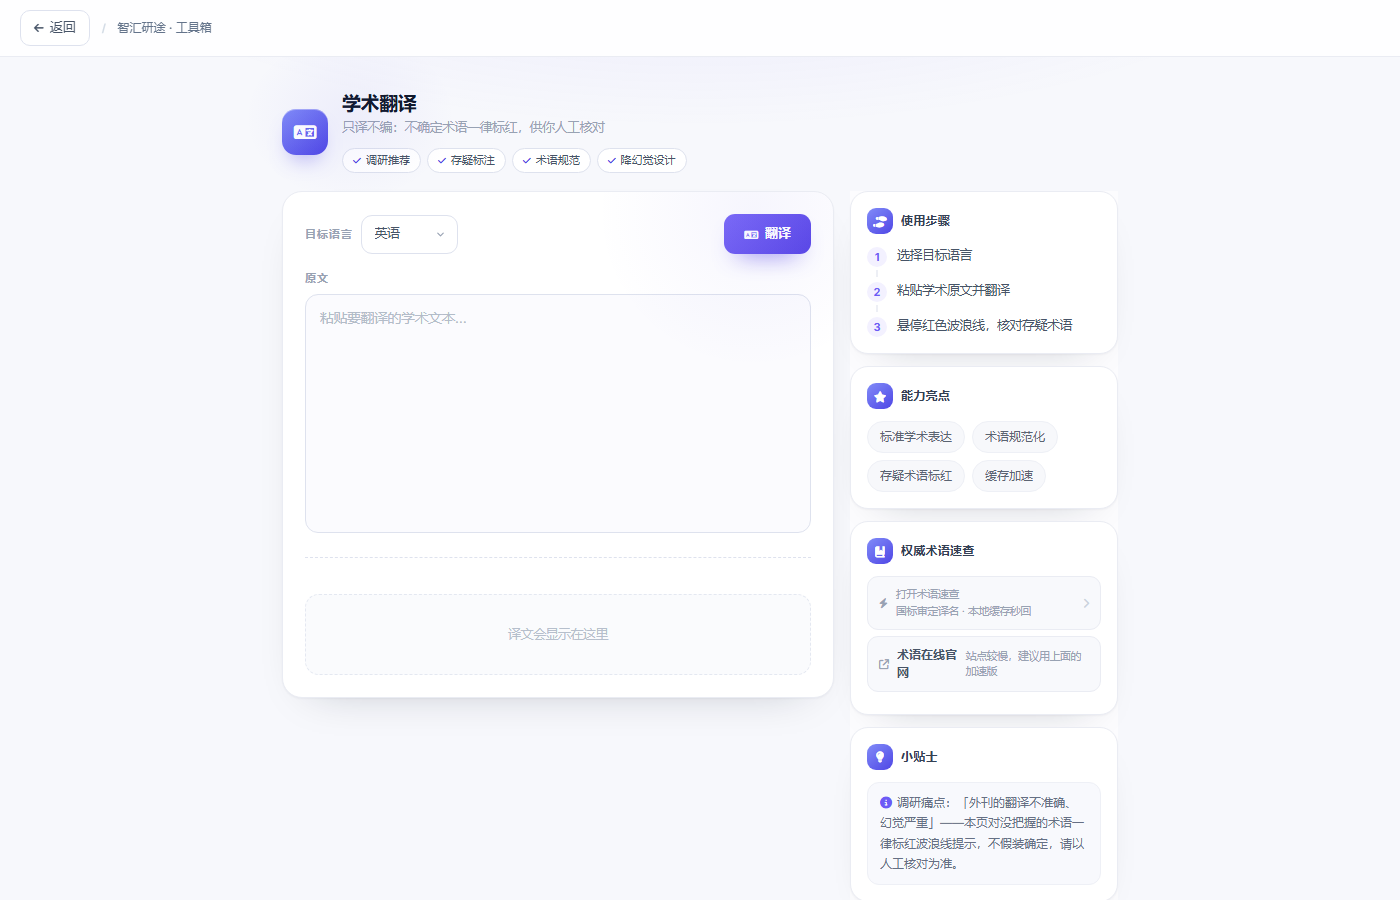 返回 / 智汇研途 · 工具箱
学术翻译
只译不编：不确定术语一律标红，供你人工核对
调研推荐 存疑标注 术语规范 降幻觉设计
目标语言 英语 翻译
原文
粘贴要翻译的学术文本...
译文会显示在这里
使用步骤
1 选择目标语言
2 粘贴学术原文并翻译
3 悬停红色波浪线，核对存疑术语
能力亮点
标准学术表达 术语规范化
存疑术语标红 缓存加速
权威术语速查
打开术语速查
国标审定译名 · 本地缓存秒回
术语在线官
网
站点较慢，建议用上面的
加速版
小贴士
调研痛点：「外刊的翻译不准确、
幻觉严重」——本页对没把握的术语一
律标红波浪线提示，不假装确定，请以
人工核对为准。